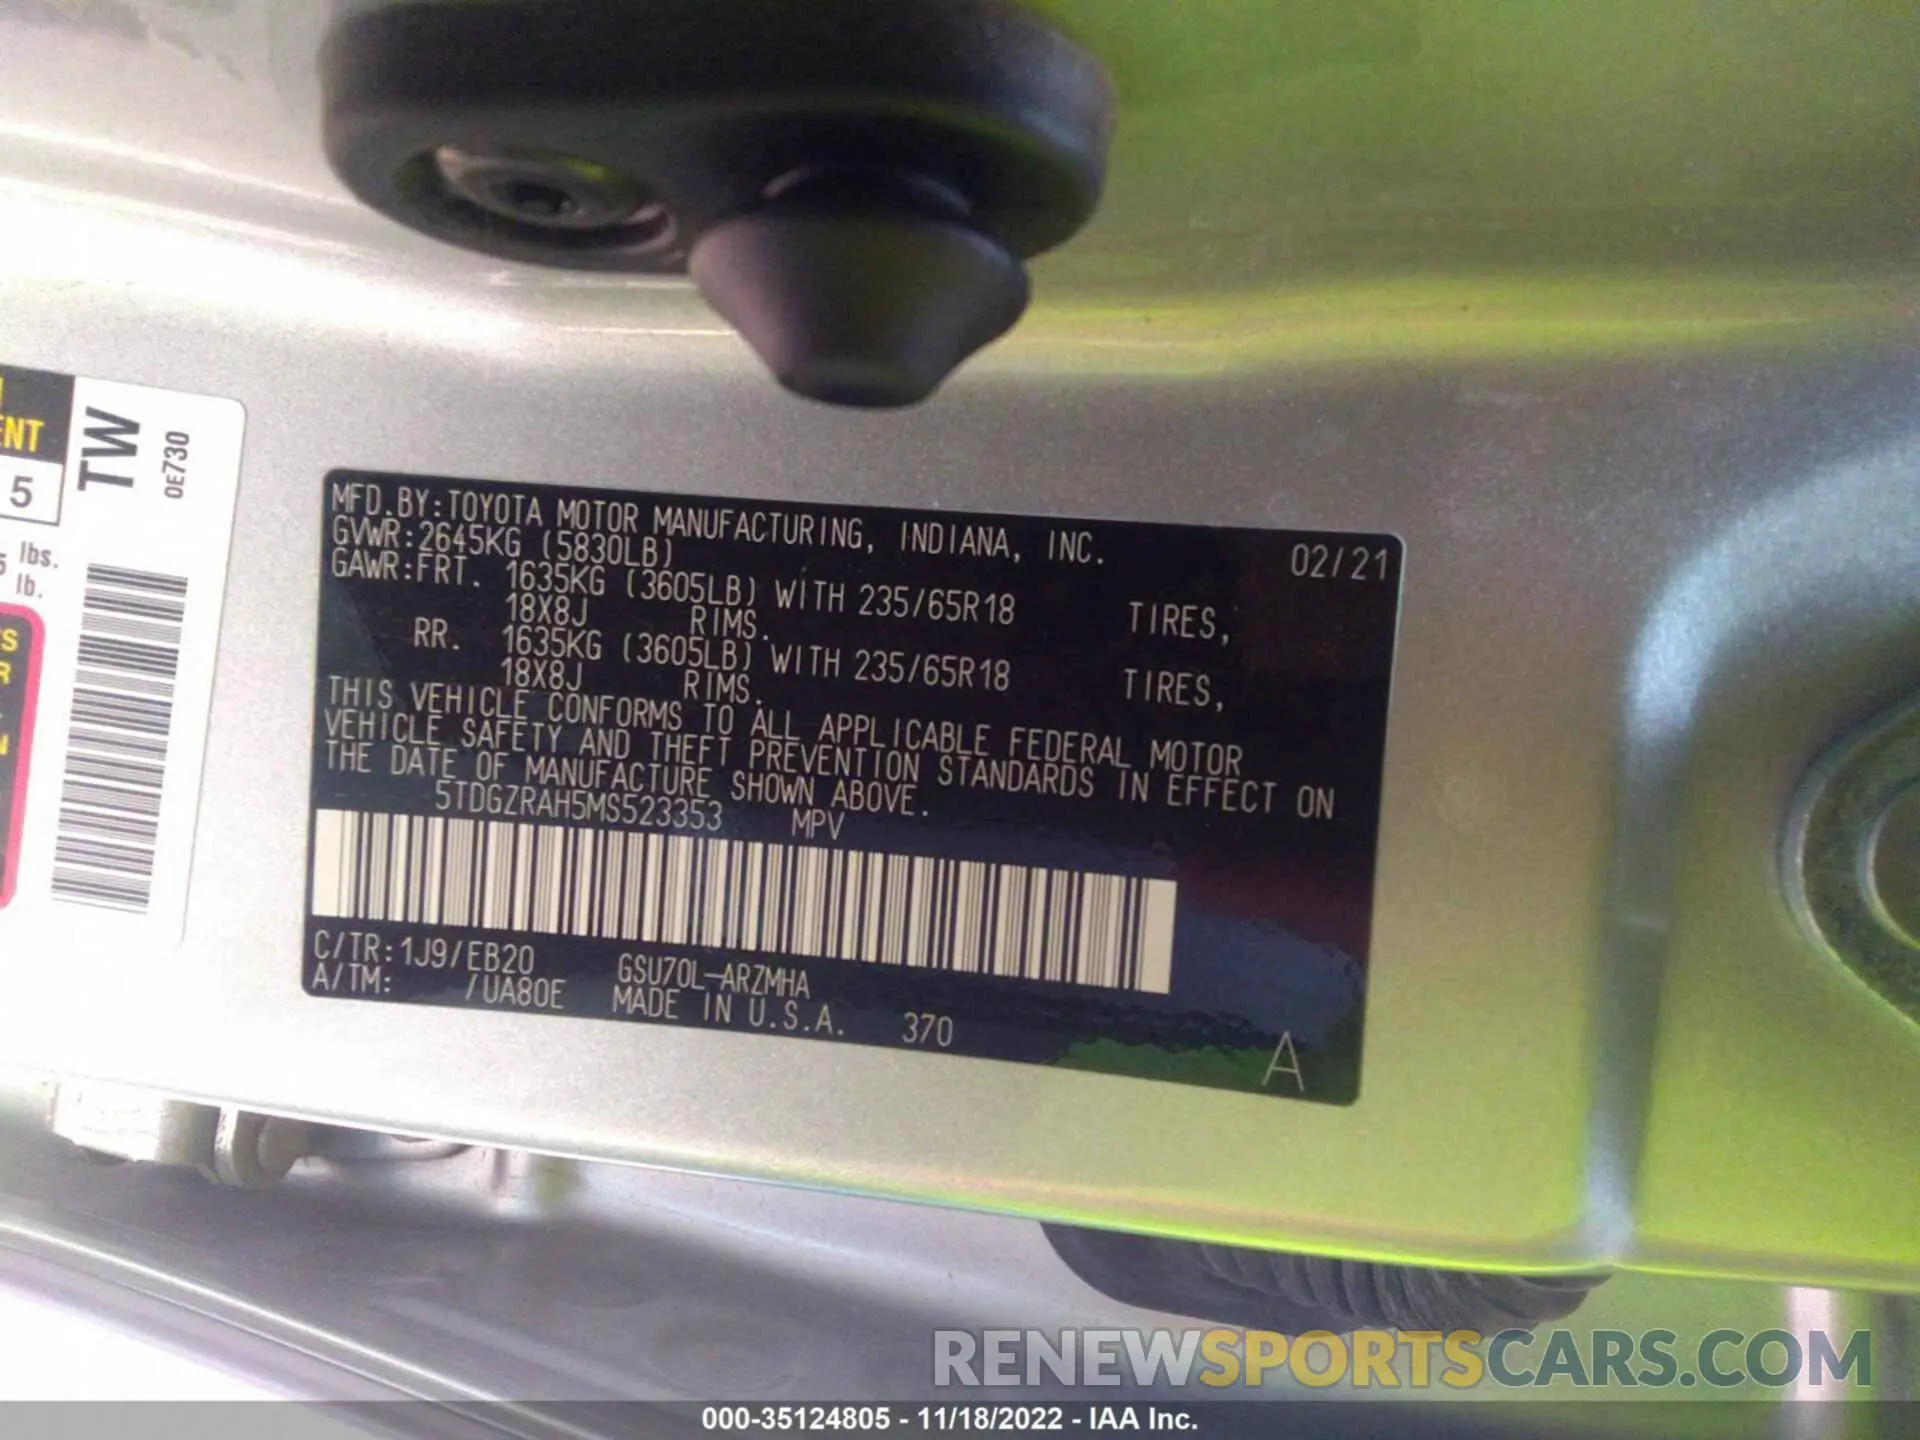 ENT
5
TW
0E730
lbs.
lb.
MFD.BY:TOYOTA MOTOR MANUFACTURING, INDIANA, INC. 02/21
GVWR:2645KG (5830LB)
GAWR:FRT. 1635KG (3605LB) WITH 235/65R18 TIRES,
18X8J RIMS.
RR. 1635KG (3605LB) WITH 235/65R18 TIRES,
18X8J RIMS.
THIS VEHICLE CONFORMS TO ALL APPLICABLE FEDERAL MOTOR
VEHICLE SAFETY AND THEFT PREVENTION STANDARDS IN EFFECT ON
THE DATE OF MANUFACTURE SHOWN ABOVE.
5TDGZRAH5MS523353 MPV
C/TR:1J9/EB20 GSU70L-ARZMHA
A/TM: /UA80E MADE IN U.S.A. 370
A
RENEWSPORTSCARS.COM
000-35124805 - 11/18/2022 - IAA Inc.